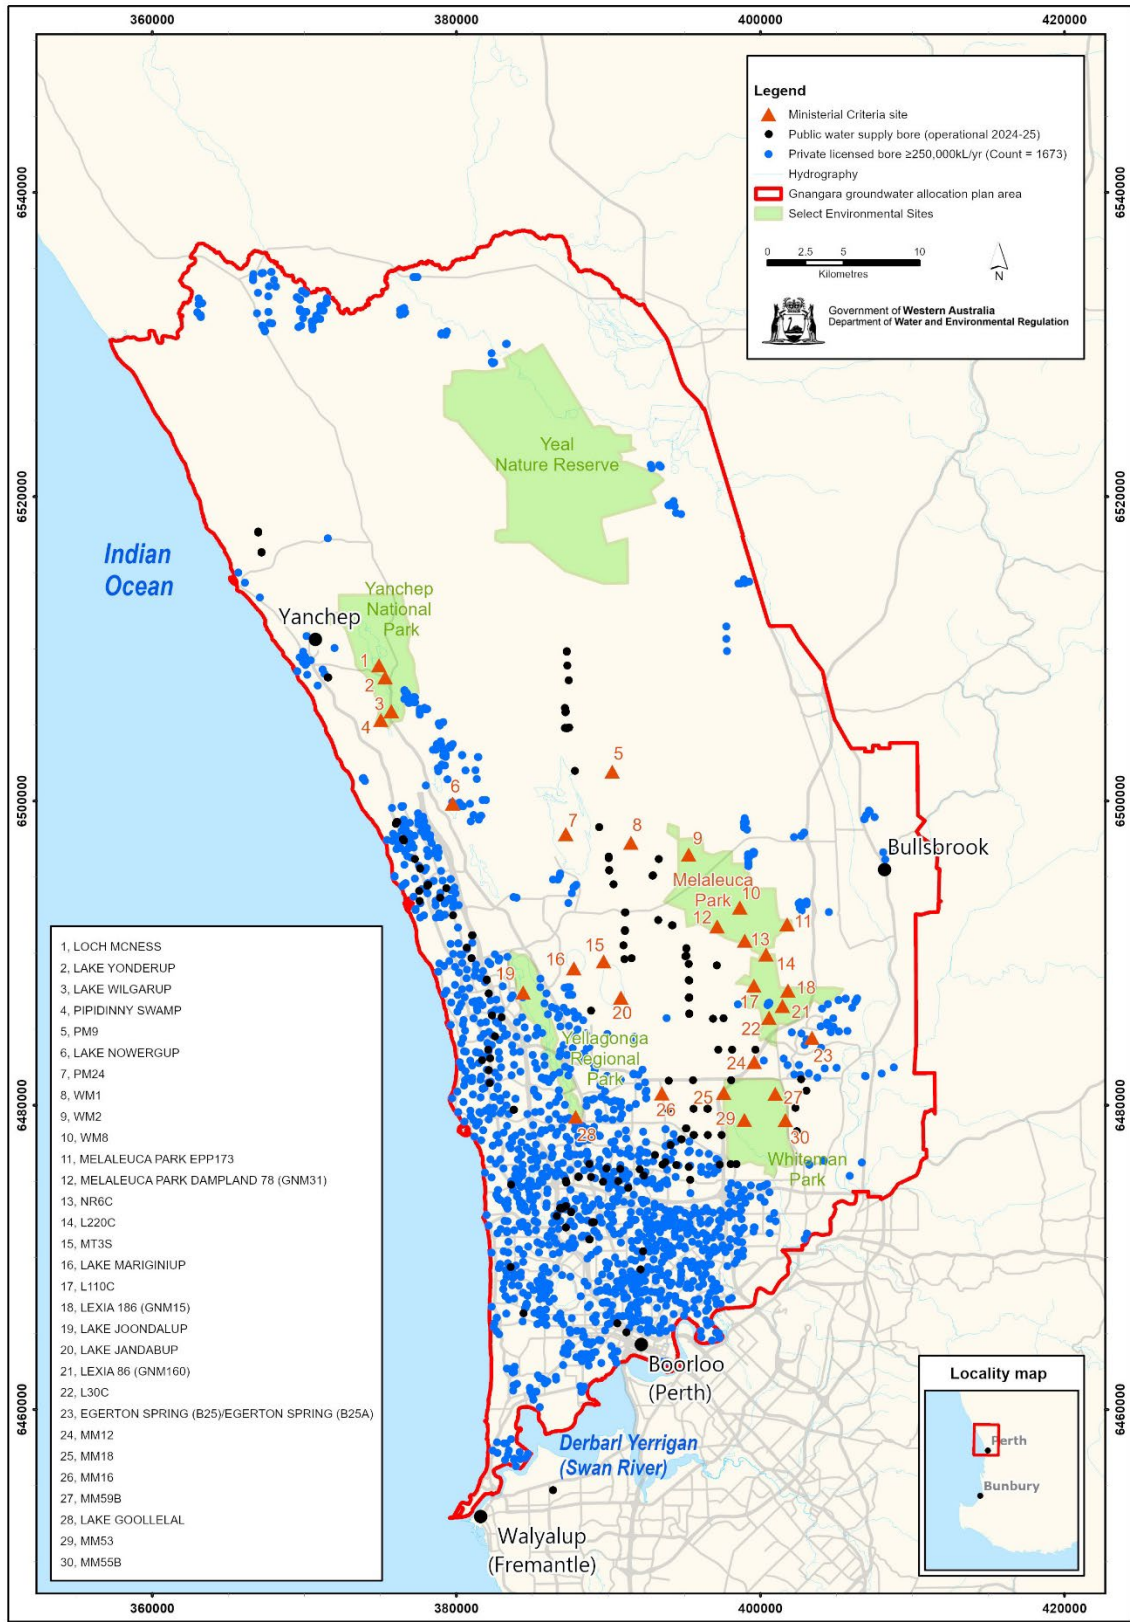 360000
380000
400000
420000
6540000
6520000
6500000
6480000
6460000
6540000
6520000
6500000
6480000
6460000
Legend
Ministerial Criteria site
Public water supply bore (operational 2024-25)
Private licensed bore ≥250,000kL/yr (Count = 1673)
Hydrography
Gnangara groundwater allocation plan area
Select Environmental Sites
0 2.5 5 10
Kilometres
N
Government of Western Australia
Department of Water and Environmental Regulation
Yeal
Nature Reserve
Indian
Ocean
Yanchep
National
Park
Yanchep
1
2
3
4
5
6
7
8
9
Bullsbrook
Melaleuca
Park
10
11
12
13
14
15
16
17
18
19
20
21
22
23
Yellagonga
Regional
Park
24
25
26
27
28
29
30
Whiteman
Park
Boorloo
(Perth)
Derbarl Yerrigan
(Swan River)
Walyalup
(Fremantle)
1, LOCH MCNESS
2, LAKE YONDERUP
3, LAKE WILGARUP
4, PIPIDINNY SWAMP
5, PM9
6, LAKE NOWERGUP
7, PM24
8, WM1
9, WM2
10, WM8
11, MELALEUCA PARK EPP173
12, MELALEUCA PARK DAMPLAND 78 (GNM31)
13, NR6C
14, L220C
15, MT3S
16, LAKE MARIGINIUP
17, L110C
18, LEXIA 186 (GNM15)
19, LAKE JOONDALUP
20, LAKE JANDABUP
21, LEXIA 86 (GNM160)
22, L30C
23, EGERTON SPRING (B25)/EGERTON SPRING (B25A)
24, MM12
25, MM18
26, MM16
27, MM59B
28, LAKE GOOLLELAL
29, MM53
30, MM55B
Locality map
Perth
Bunbury
360000
380000
400000
420000